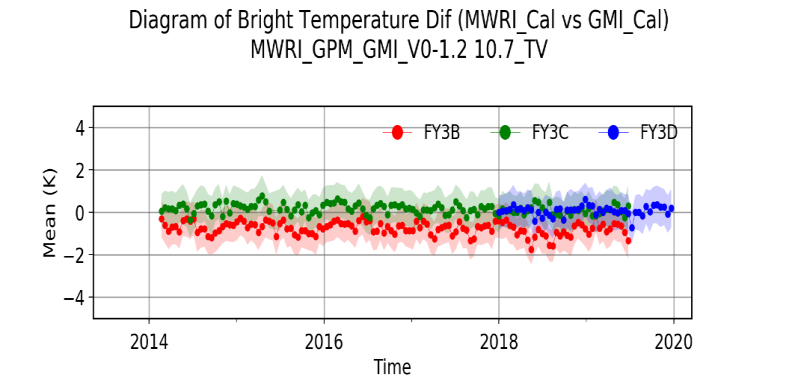 Diagram of Bright Temperature Dif (MWRI_Cal vs GMI_Cal)
MWRI_GPM_GMI_V0-1.2 10.7_TV
FY3B FY3C FY3D
4
2
0
−2
−4
Mean (K)
2014 2016 2018 2020
Time